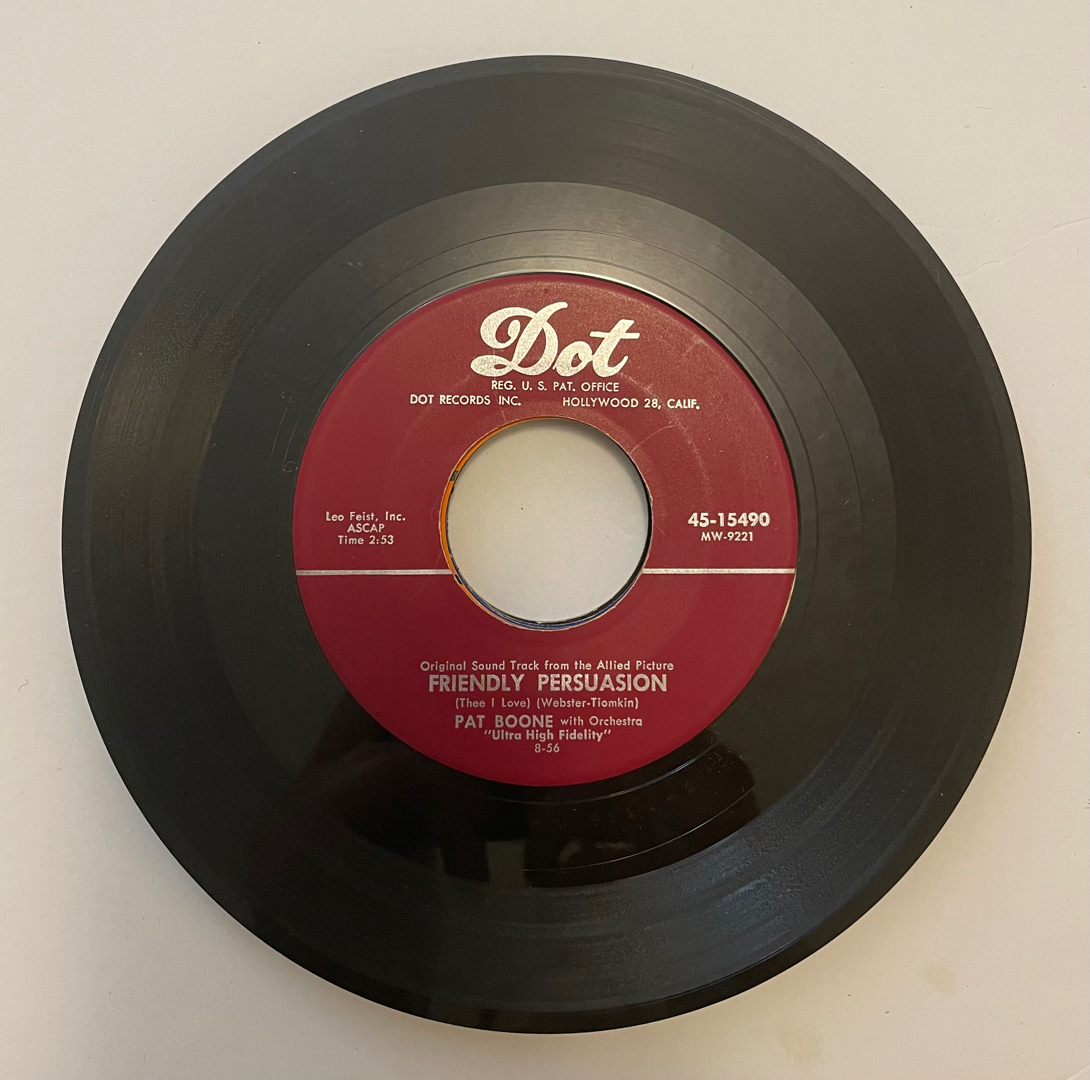 Dot
REG. U. S. PAT. OFFICE
DOT RECORDS INC. HOLLYWOOD 28, CALIF.
Leo Feist, Inc.
ASCAP
Time 2:53
45-15490
MW-9221
Original Sound Track from the Allied Picture
FRIENDLY PERSUASION
(Thee I Love) (Webster-Tiomkin)
PAT BOONE with Orchestra
"Ultra High Fidelity"
8-56